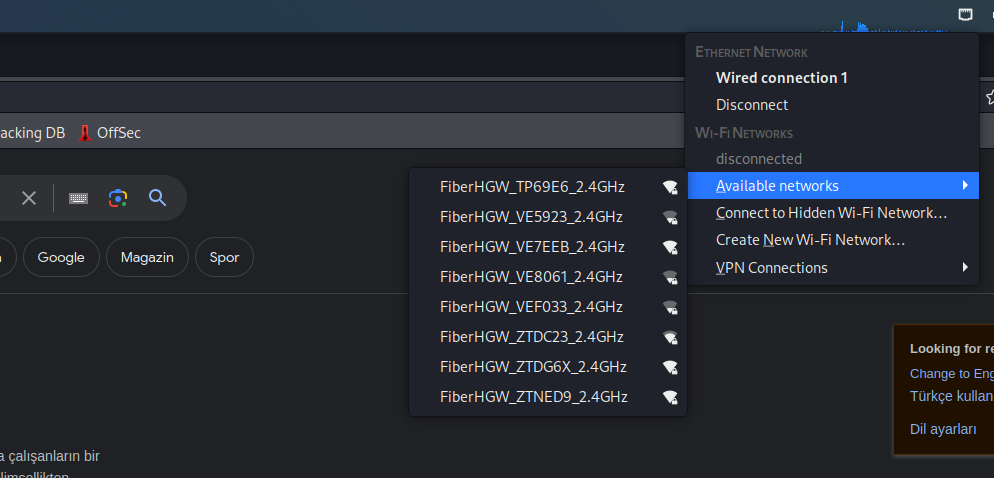 Ethernet Network
Wired connection 1
Disconnect
Wi-Fi Networks
disconnected
Available networks
Connect to Hidden Wi-Fi Network...
Create New Wi-Fi Network...
VPN Connections
FiberHGW_TP69E6_2.4GHz
FiberHGW_VE5923_2.4GHz
FiberHGW_VE7EEB_2.4GHz
FiberHGW_VE8061_2.4GHz
FiberHGW_VEF033_2.4GHz
FiberHGW_ZTDC23_2.4GHz
FiberHGW_ZTDG6X_2.4GHz
FiberHGW_ZTNED9_2.4GHz
acking DB OffSec
Google Magazin Spor
Looking for re
Change to Eng
Türkçe kullan
Dil ayarları
a çalışanların bir